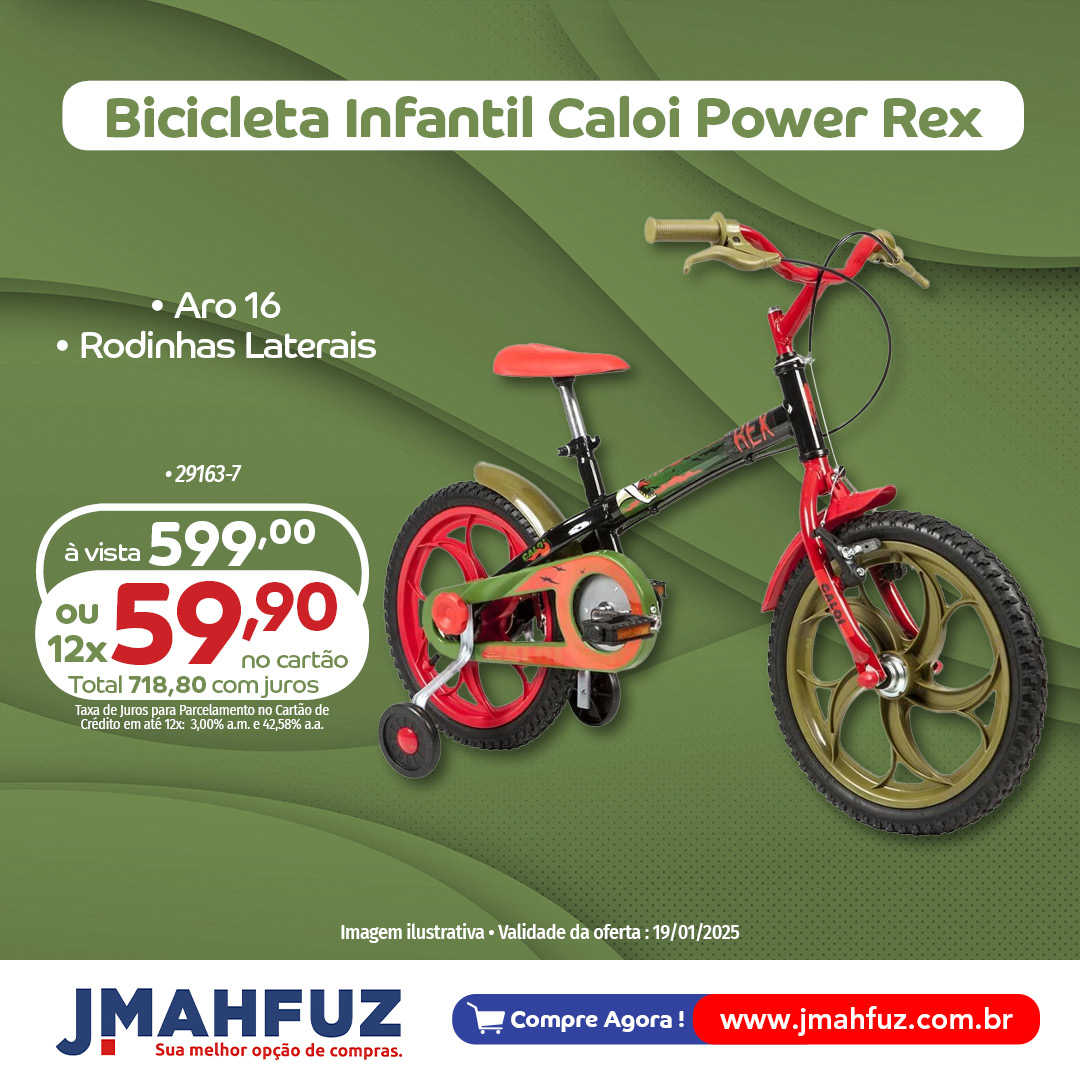 Bicicleta Infantil Caloi Power Rex
• Aro 16
• Rodinhas Laterais
• 29163-7
à vista 599,00
ou 12x 59,90 no cartão
Total 718,80 com juros
Taxa de Juros para Parcelamento no Cartão de
Crédito em até 12x: 3,00% a.m. e 42,58% a.a.
REX
CALOI
Imagem ilustrativa • Validade da oferta : 19/01/2025
JMAHFUZ
Sua melhor opção de compras.
Compre Agora !
www.jmahfuz.com.br